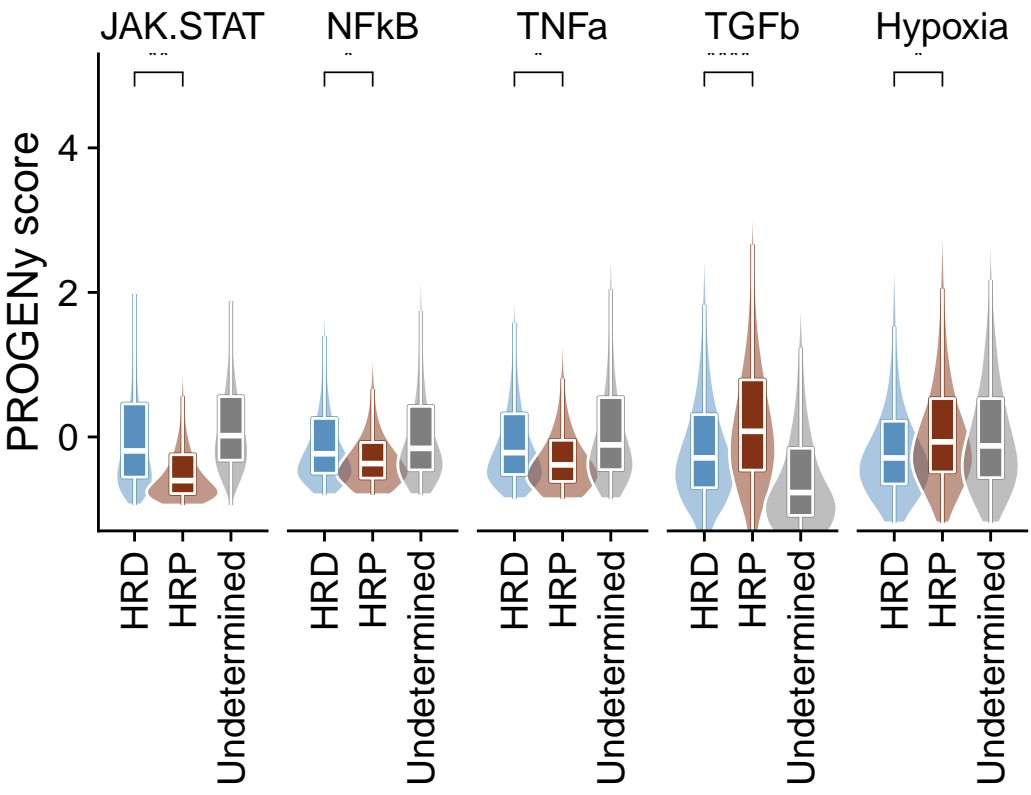 JAK.STAT NFkB TNFa TGFb Hypoxia
** * * **** *
PROGENy score
4
2
0
HRD HRP Undetermined HRD HRP Undetermined HRD HRP Undetermined HRD HRP Undetermined HRD HRP Undetermined